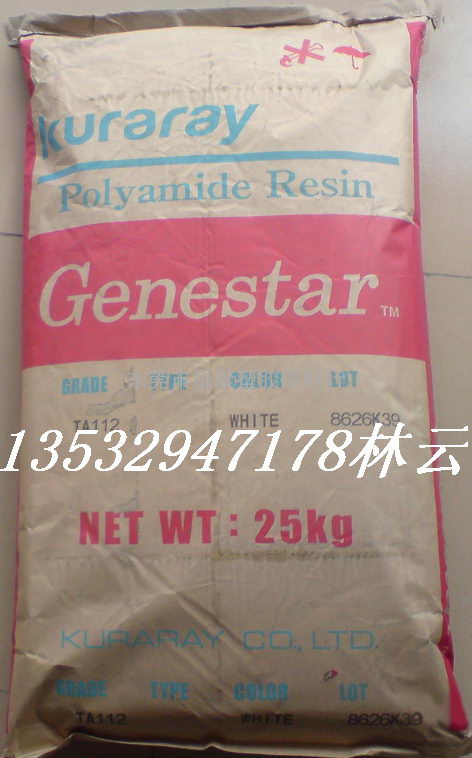 kuraray
Polyamide Resin
Genestar™
GRADE TYPE COLOR LOT
TA112 WHITE 8626K39
13532947178林云
NET WT: 25kg
KURARAY CO., LTD.
GRADE TYPE COLOR LOT
TA112 WHITE 8626K39